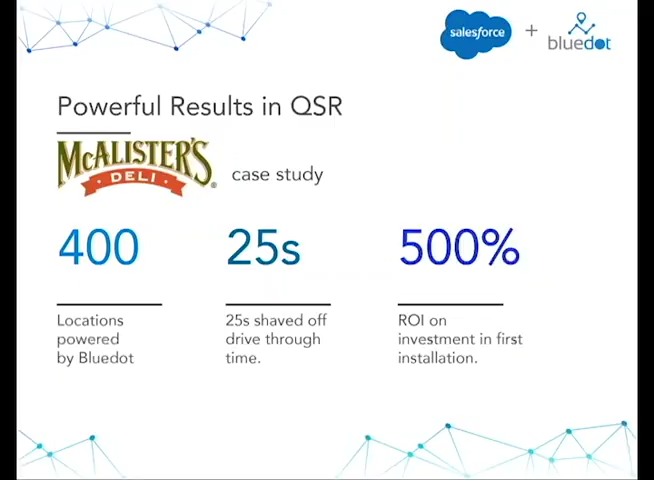 salesforce
+
bluedot
Powerful Results in QSR
McALISTER'S
DELI
®
case study
400
25s
500%
Locations
powered
by Bluedot
25s shaved off
drive through
time.
ROI on
investment in first
installation.